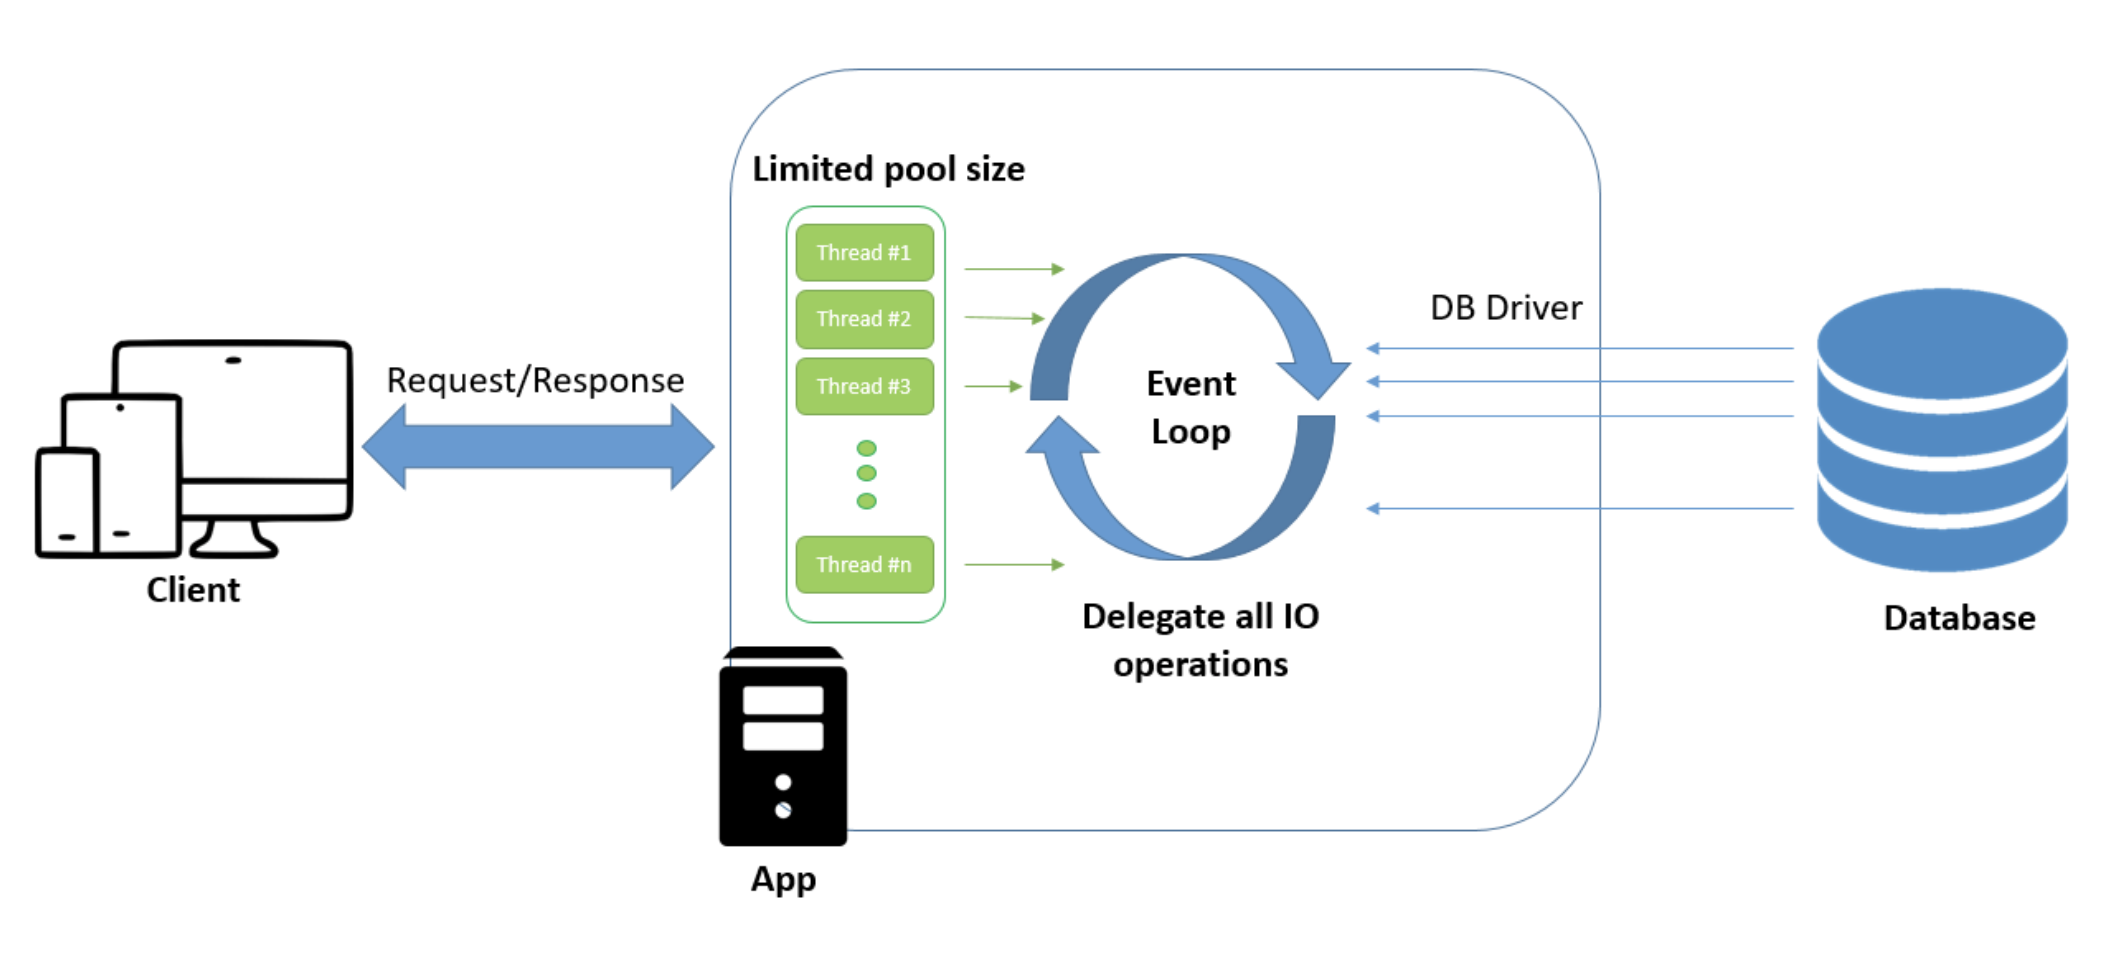 Limited pool size
Thread #1
Thread #2
Thread #3
Thread #n
Request/Response
Client
Event
Loop
Delegate all IO
operations
DB Driver
Database
App